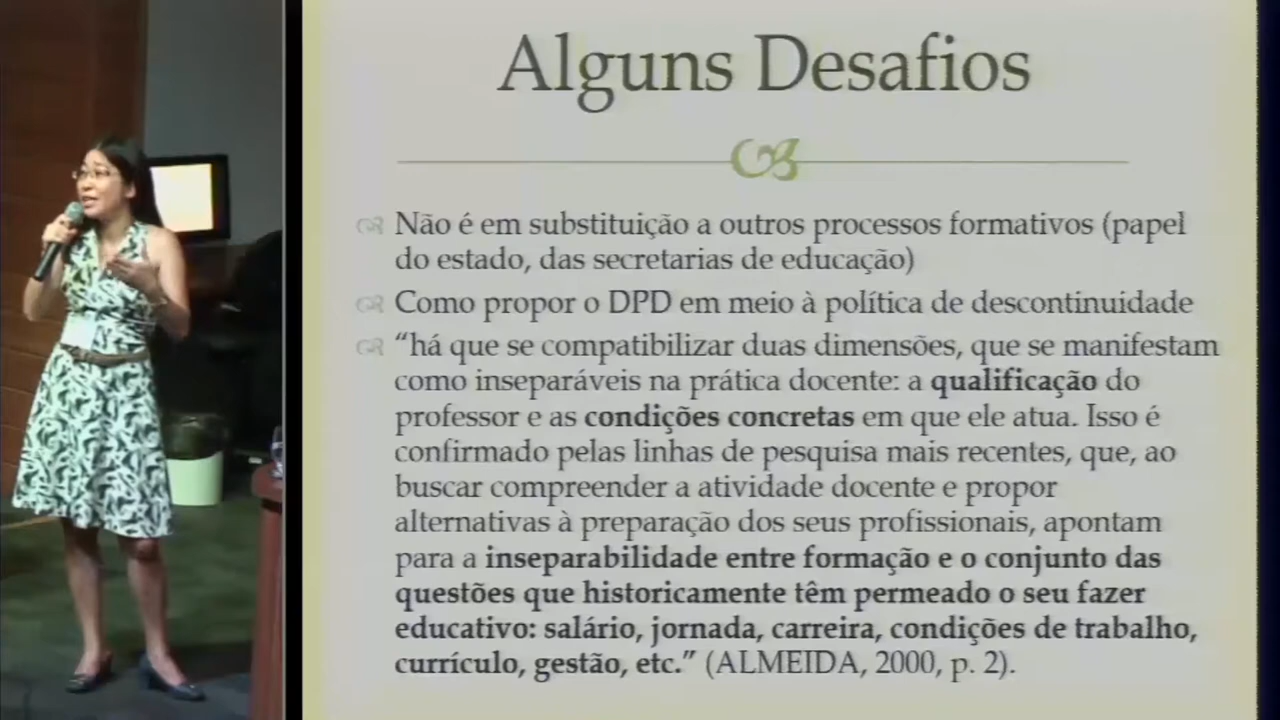 Alguns Desafios
Não é em substituição a outros processos formativos (papel
do estado, das secretarias de educação)
Como propor o DPD em meio à política de descontinuidade
“há que se compatibilizar duas dimensões, que se manifestam
como inseparáveis na prática docente: a qualificação do
professor e as condições concretas em que ele atua. Isso é
confirmado pelas linhas de pesquisa mais recentes, que, ao
buscar compreender a atividade docente e propor
alternativas à preparação dos seus profissionais, apontam
para a inseparabilidade entre formação e o conjunto das
questões que historicamente têm permeado o seu fazer
educativo: salário, jornada, carreira, condições de trabalho,
currículo, gestão, etc.” (ALMEIDA, 2000, p. 2).